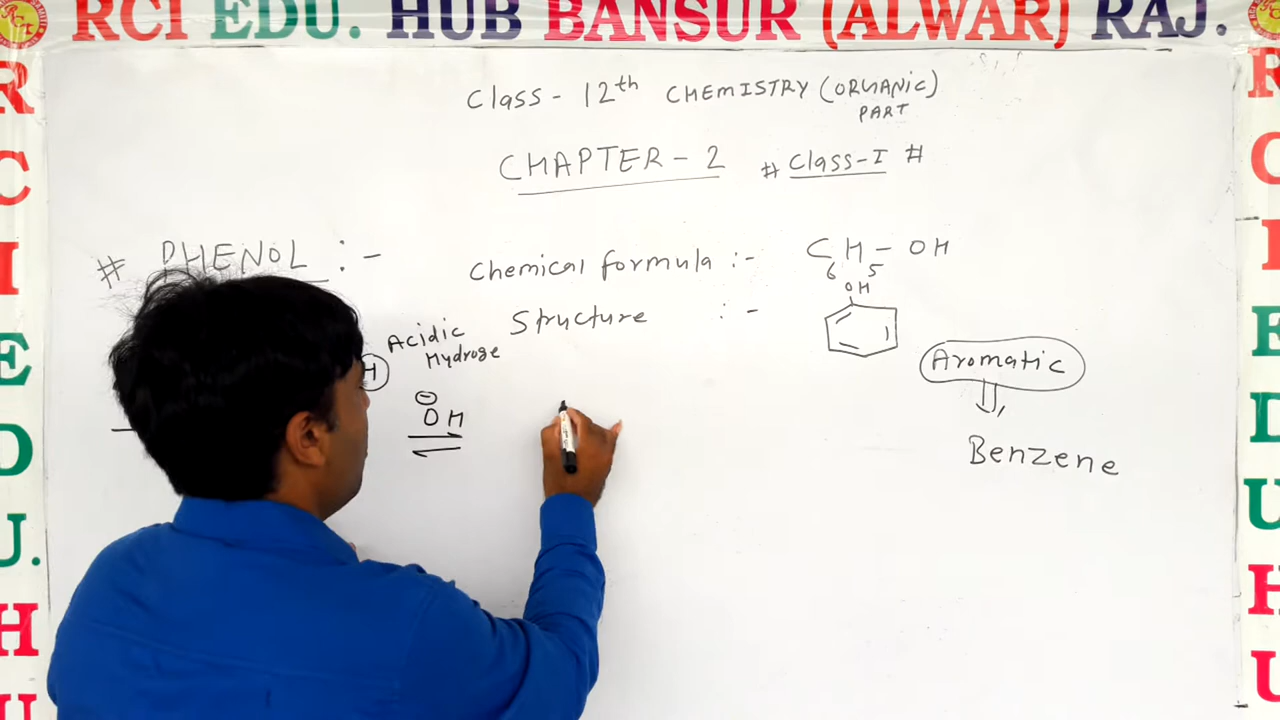 RCI EDU. HUB BANSUR (ALWAR) RAJ.
Class - 12th CHEMISTRY (ORGANIC)
PART
CHAPTER - 2 # Class-I #
# PHENOL :-
Chemical formula :- C6H5 - OH
Structure :-
OH
Acidic
Hydroge
H
⊖
OH
Aromatic
Benzene
R
C
I
E
D
U.
H
U
R
C
I
E
D
U
H
U